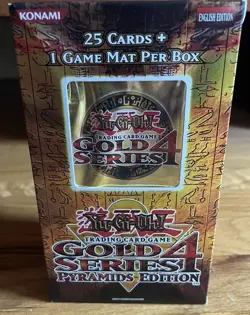 KONAMI
ENGLISH EDITION
25 CARDS +
1 GAME MAT PER BOX
Yu-Gi-Oh!
TRADING CARD GAME
GOLD
SERIES 4
Yu-Gi-Oh!
TRADING CARD GAME
GOLD
SERIES 4
PYRAMIDS EDITION